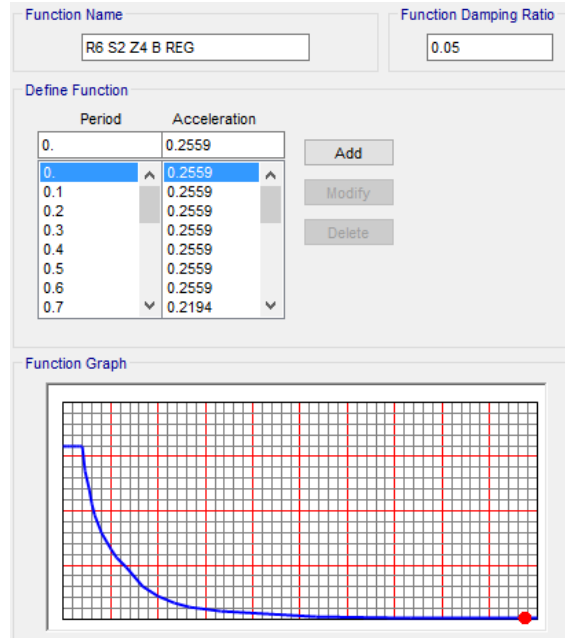 Function Name
Function Damping Ratio
R6 S2 Z4 B REG
0.05
Define Function
Period Acceleration
0. 0.2559
Add
0. 0.2559
0.1 0.2559
Modify
0.2 0.2559
0.3 0.2559
Delete
0.4 0.2559
0.5 0.2559
0.6 0.2559
0.7 0.2194
Function Graph